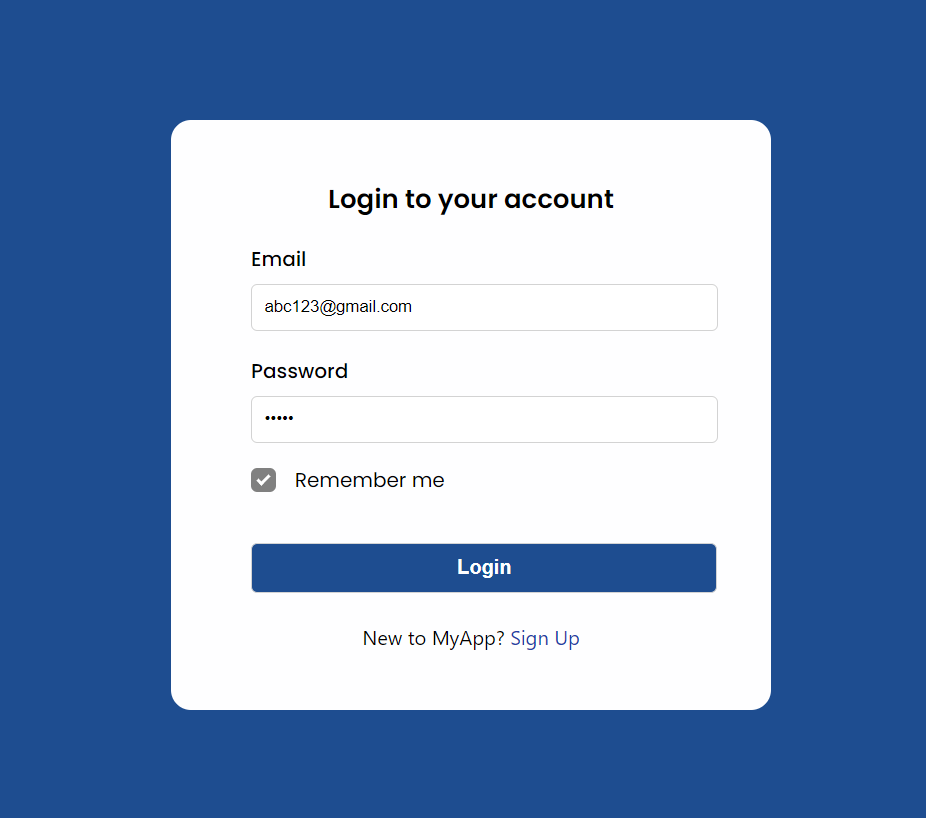 Login to your account
Email
abc123@gmail.com
Password
•••••
Remember me
Login
New to MyApp? Sign Up